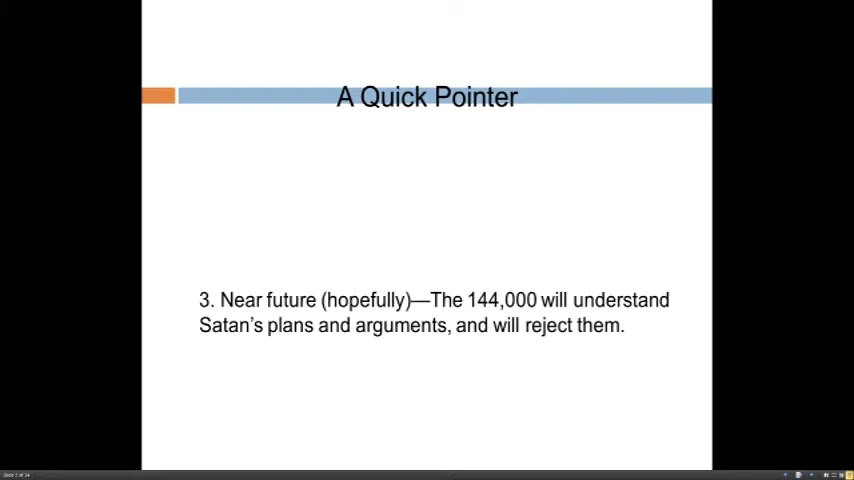 A Quick Pointer
3. Near future (hopefully)—The 144,000 will understand
Satan’s plans and arguments, and will reject them.